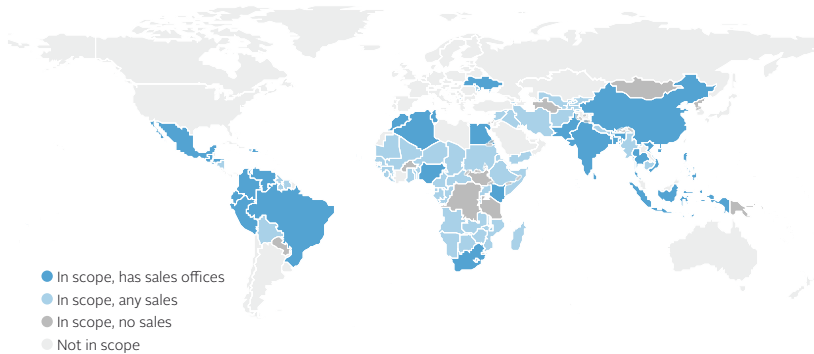 In scope, has sales offices
In scope, any sales
In scope, no sales
Not in scope